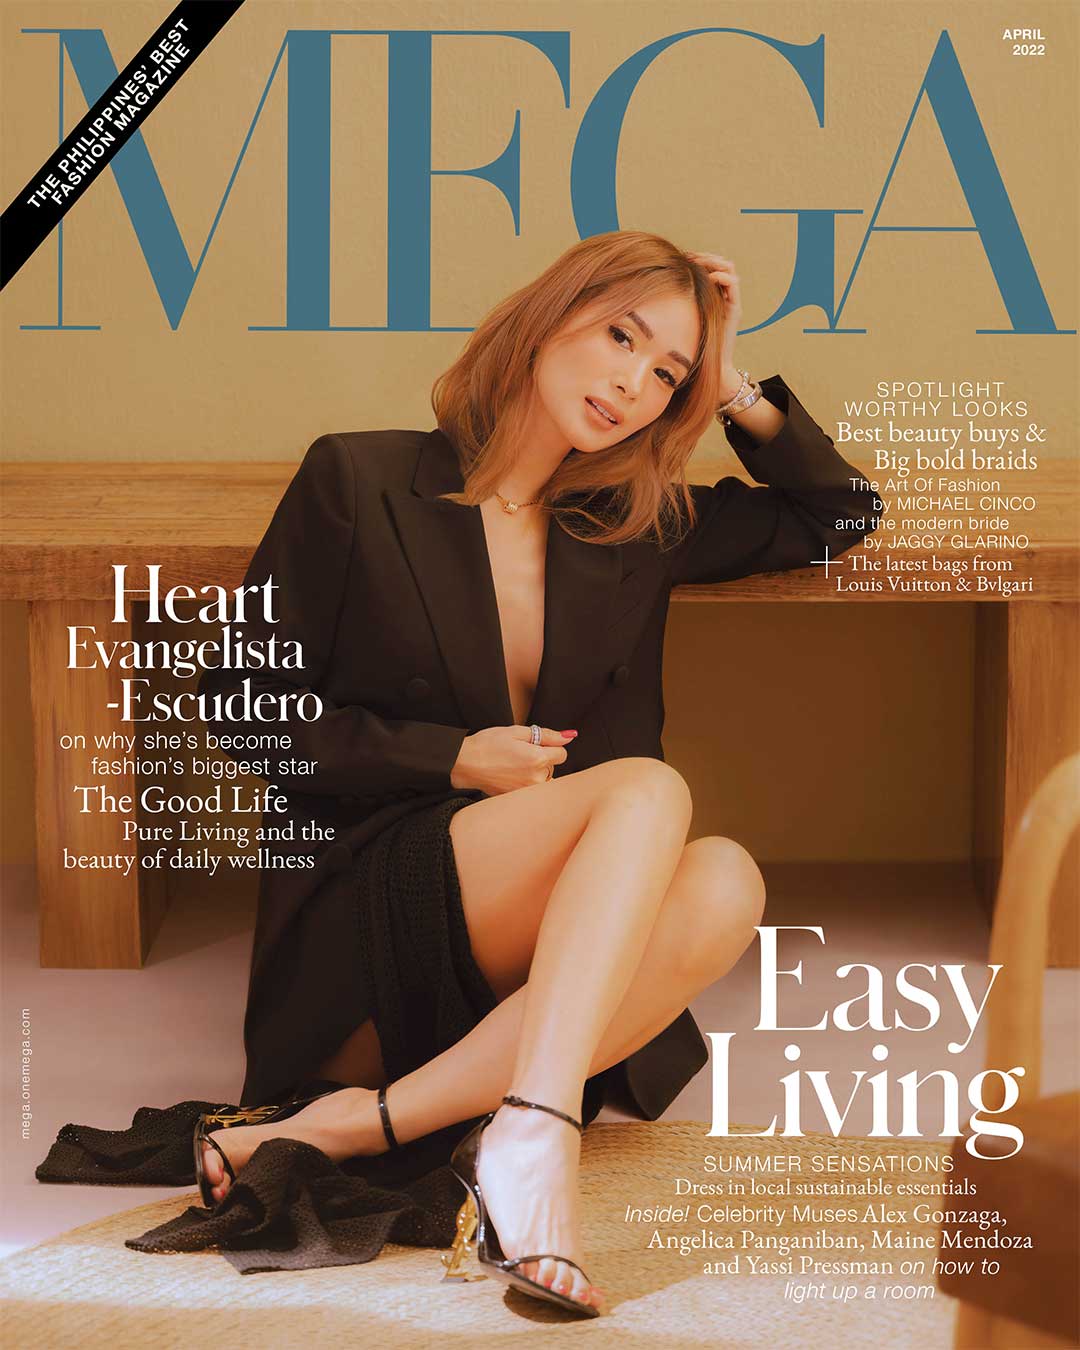 THE PHILIPPINES' BEST
FASHION MAGAZINE
MEGA
APRIL
2022
SPOTLIGHT
WORTHY LOOKS
Best beauty buys &
Big bold braids
The Art Of Fashion
by MICHAEL CINCO
and the modern bride
by JAGGY GLARINO
+ The latest bags from
Louis Vuitton & Bvlgari
Heart
Evangelista
-Escudero
on why she's become
fashion's biggest star
The Good Life
Pure Living and the
beauty of daily wellness
mega.onemega.com
Easy
Living
SUMMER SENSATIONS
Dress in local sustainable essentials
Inside! Celebrity Muses Alex Gonzaga,
Angelica Panganiban, Maine Mendoza
and Yassi Pressman on how to
light up a room